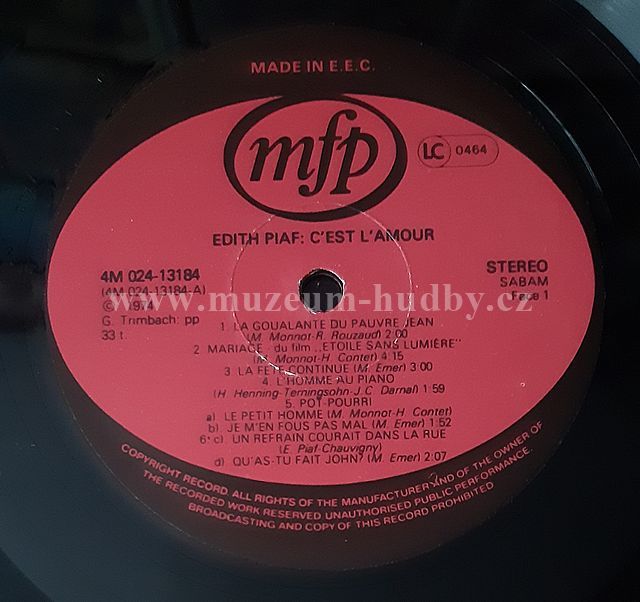 MADE IN E.E.C.
mfp
LC 0464
EDITH PIAF: C'EST L'AMOUR
4M 024-13184
(4M 024-13184-A)
℗ 1974
G. Trimbach: pp
33 t
STEREO
SABAM
Face 1
www.muzeum-hudby.cz
1. LA GOUALANTE DU PAUVRE JEAN
(M. Monnot-R. Rouzaud) 2:00
2. MARIAGE - du film „ETOILE SANS LUMIÈRE"
(M. Monnot-H. Contet) 4:15
3. LA FÊTE CONTINUE (M. Emer) 3:00
4. L'HOMME AU PIANO
(H. Henning-Terningsohn-J.C. Darnal) 1:59
5. POT-POURRI
a) LE PETIT HOMME (M. Monnot-H. Contet)
b) JE M'EN FOUS PAS MAL (M. Emer) 1:52
6· c) UN REFRAIN COURAIT DANS LA RUE
(E. Piaf-Chauvigny)
d) QU'AS-TU FAIT JOHN? (M. Emer) 2:07
COPYRIGHT RECORD ALL RIGHTS OF THE MANUFACTURER AND OF THE OWNER OF
THE RECORDED WORK RESERVED UNAUTHORISED PUBLIC PERFORMANCE.
BROADCASTING AND COPY OF THIS RECORD PROHIBITED